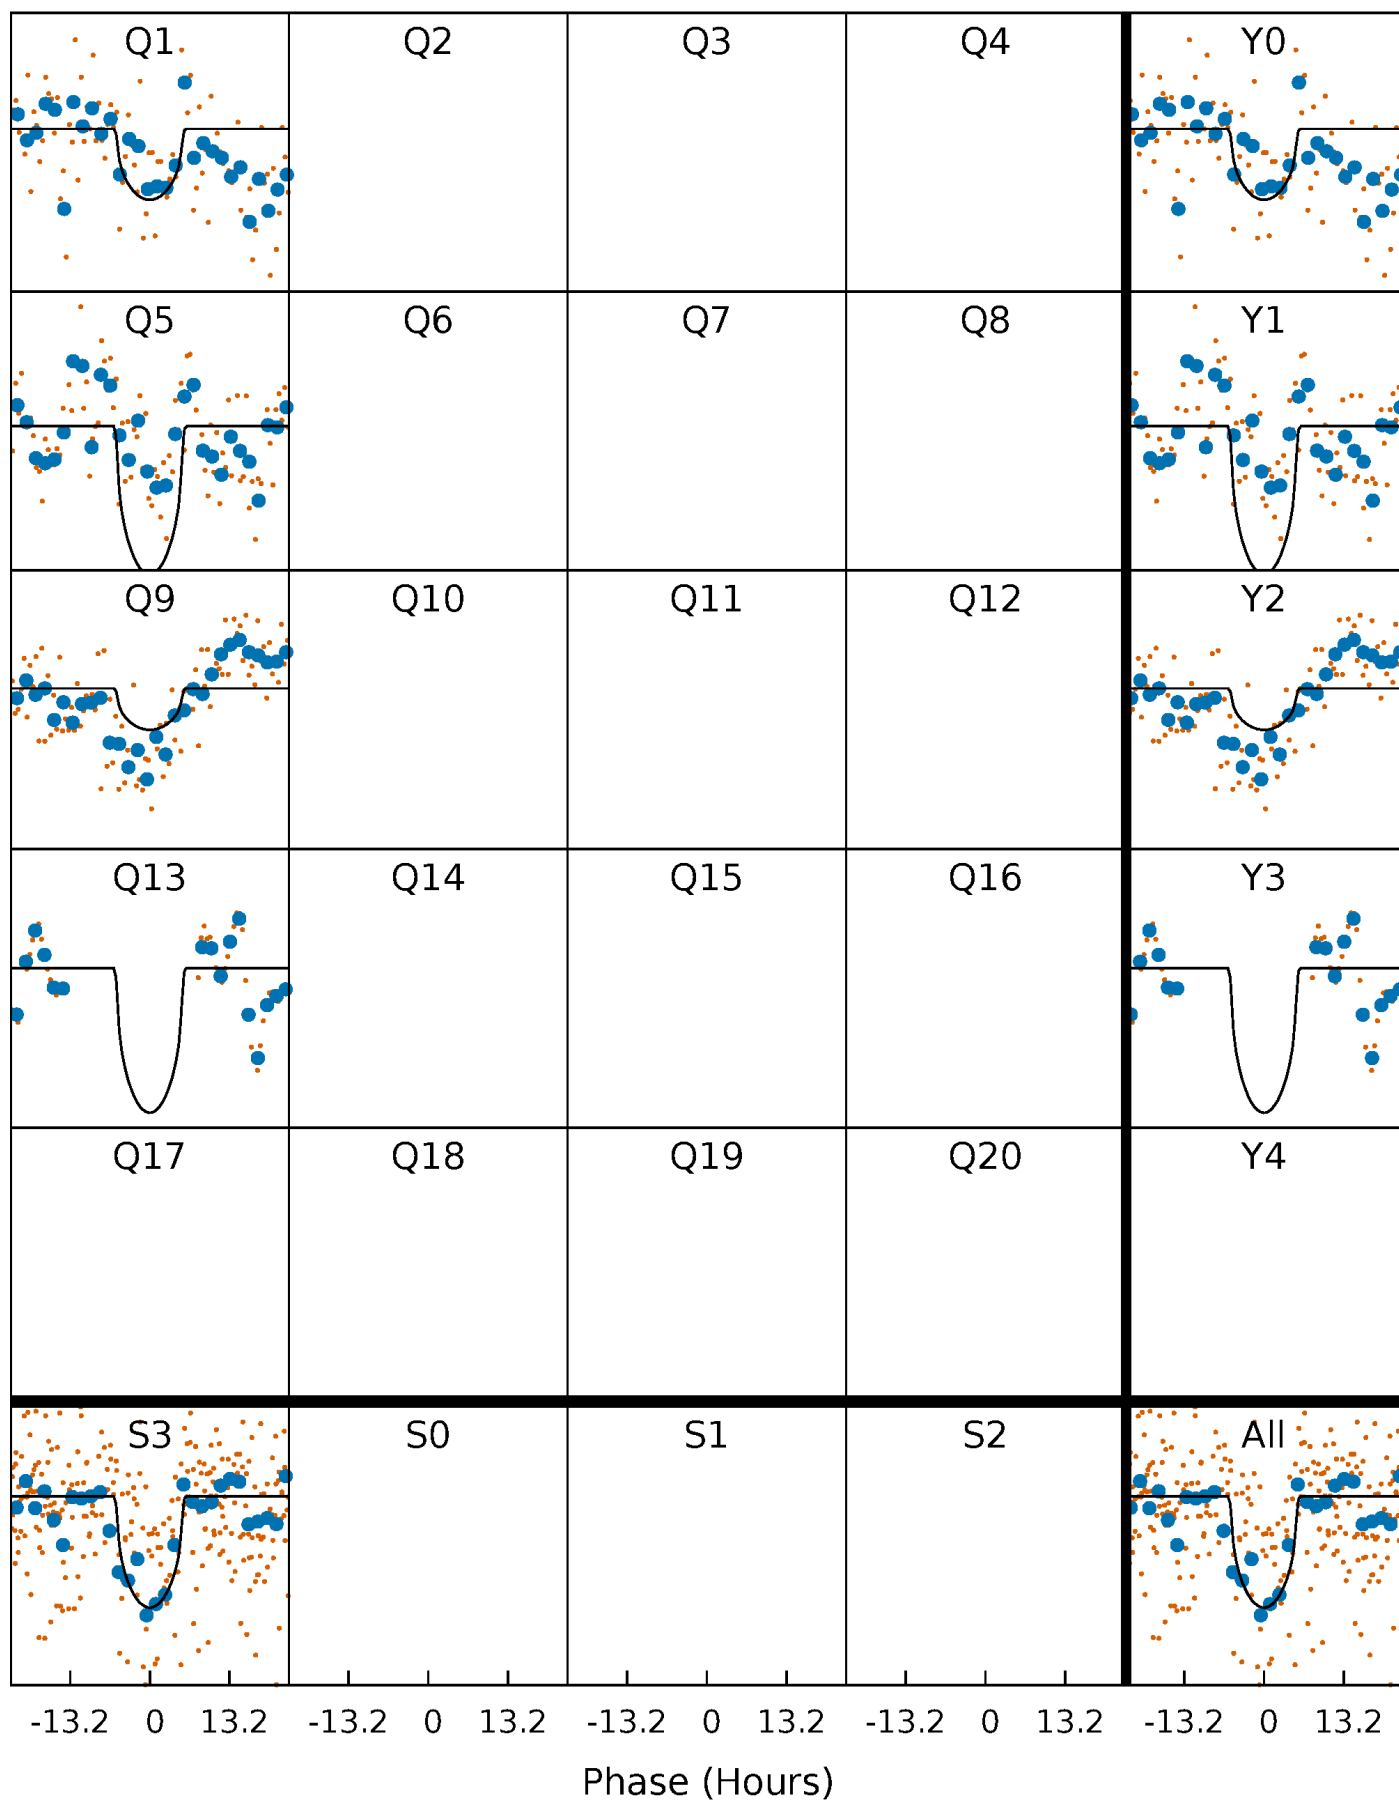 Q1 Q2 Q3 Q4 Y0
Q5 Q6 Q7 Q8 Y1
Q9 Q10 Q11 Q12 Y2
Q13 Q14 Q15 Q16 Y3
Q17 Q18 Q19 Q20 Y4
S3 S0 S1 S2 All
-13.2 0 13.2 -13.2 0 13.2 -13.2 0 13.2 -13.2 0 13.2 -13.2 0 13.2
Phase (Hours)